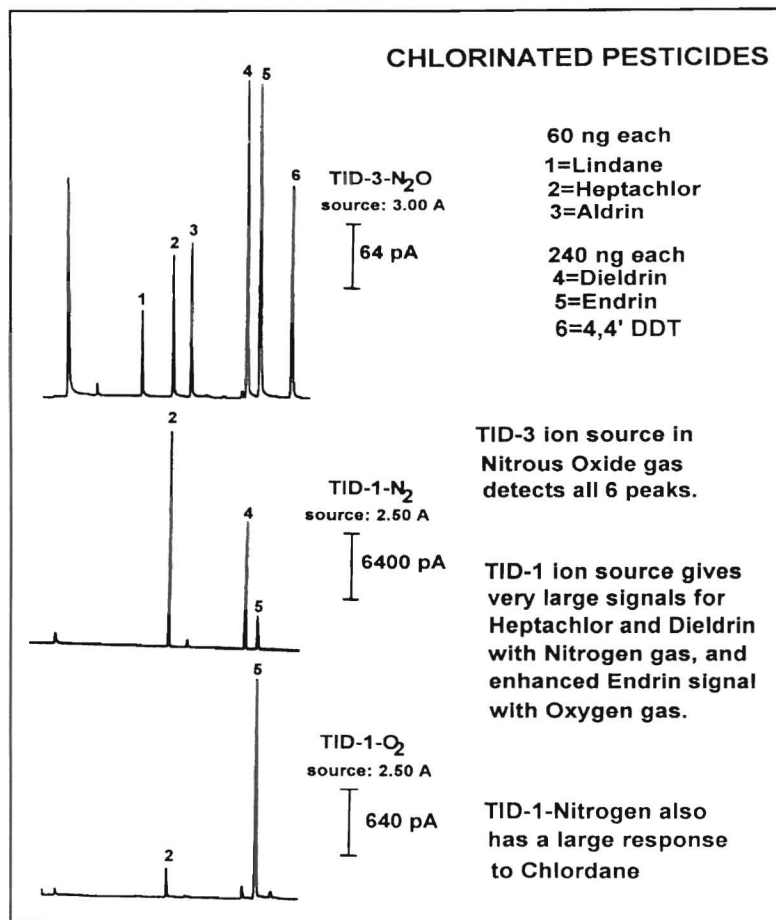 CHLORINATED PESTICIDES
4 5
6
2 3
1
TID-3-N₂O
source: 3.00 A
64 pA
60 ng each
1=Lindane
2=Heptachlor
3=Aldrin
240 ng each
4=Dieldrin
5=Endrin
6=4,4' DDT
2
4
5
TID-1-N₂
source: 2.50 A
6400 pA
TID-3 ion source in
Nitrous Oxide gas
detects all 6 peaks.
TID-1 ion source gives
very large signals for
Heptachlor and Dieldrin
with Nitrogen gas, and
enhanced Endrin signal
with Oxygen gas.
5
2
TID-1-O₂
source: 2.50 A
640 pA
TID-1-Nitrogen also
has a large response
to Chlordane